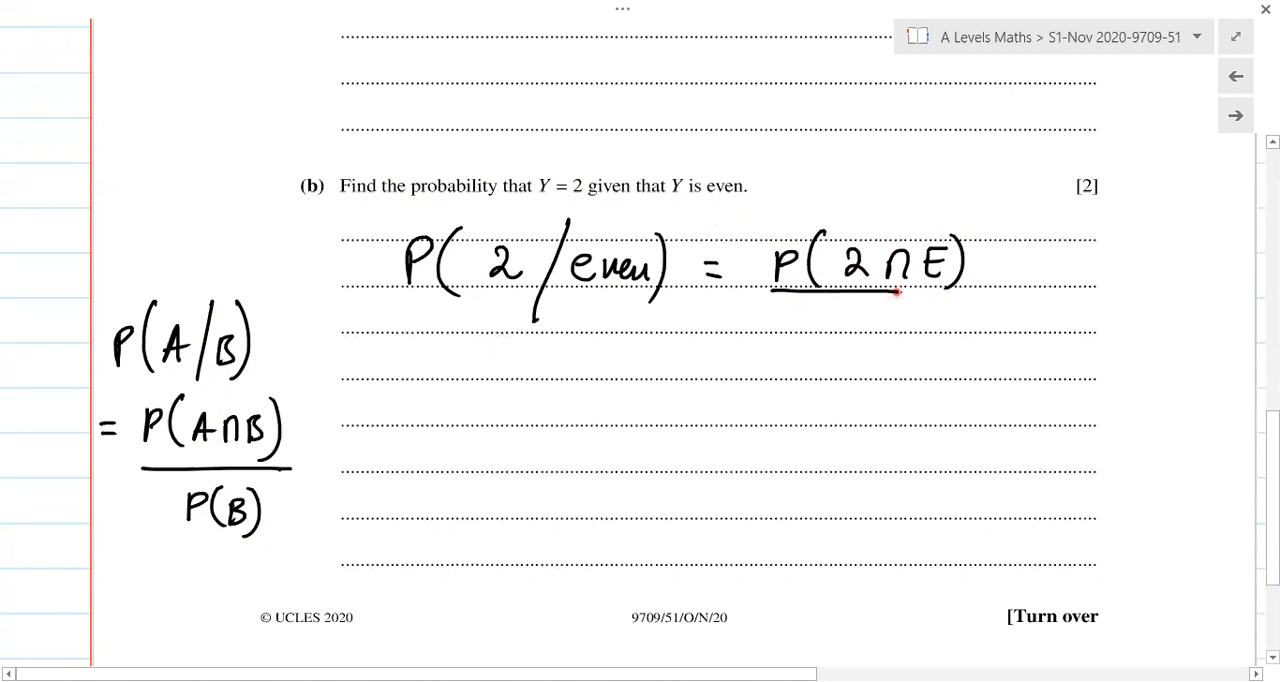 A Levels Maths > S1-Nov 2020-9709-51
(b) Find the probability that Y = 2 given that Y is even. [2]
P( 2 / even) = P( 2 ∩ E)
P(A/B)
= P(A∩B)
P(B)
© UCLES 2020 9709/51/O/N/20 [Turn over